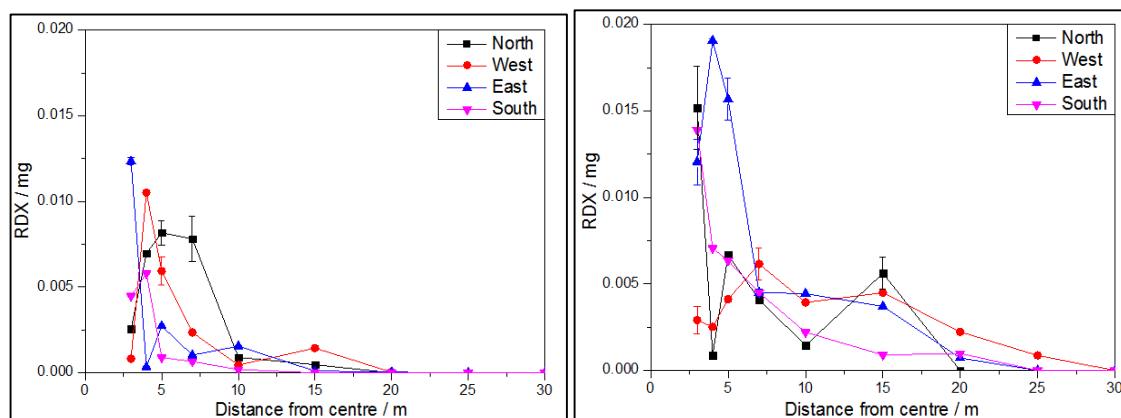 0.020
0.015
0.010
0.005
0.000
RDX / mg
0 5 10 15 20 25 30
Distance from centre / m
North
West
East
South
0.020
0.015
0.010
0.005
0.000
RDX / mg
0 5 10 15 20 25 30
Distance from centre / m
North
West
East
South